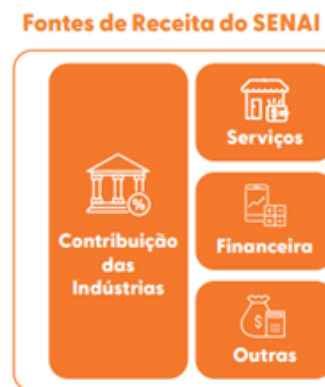 Fontes de Receita do SENAI
Contribuição
das
Indústrias
Serviços
Financeira
Outras